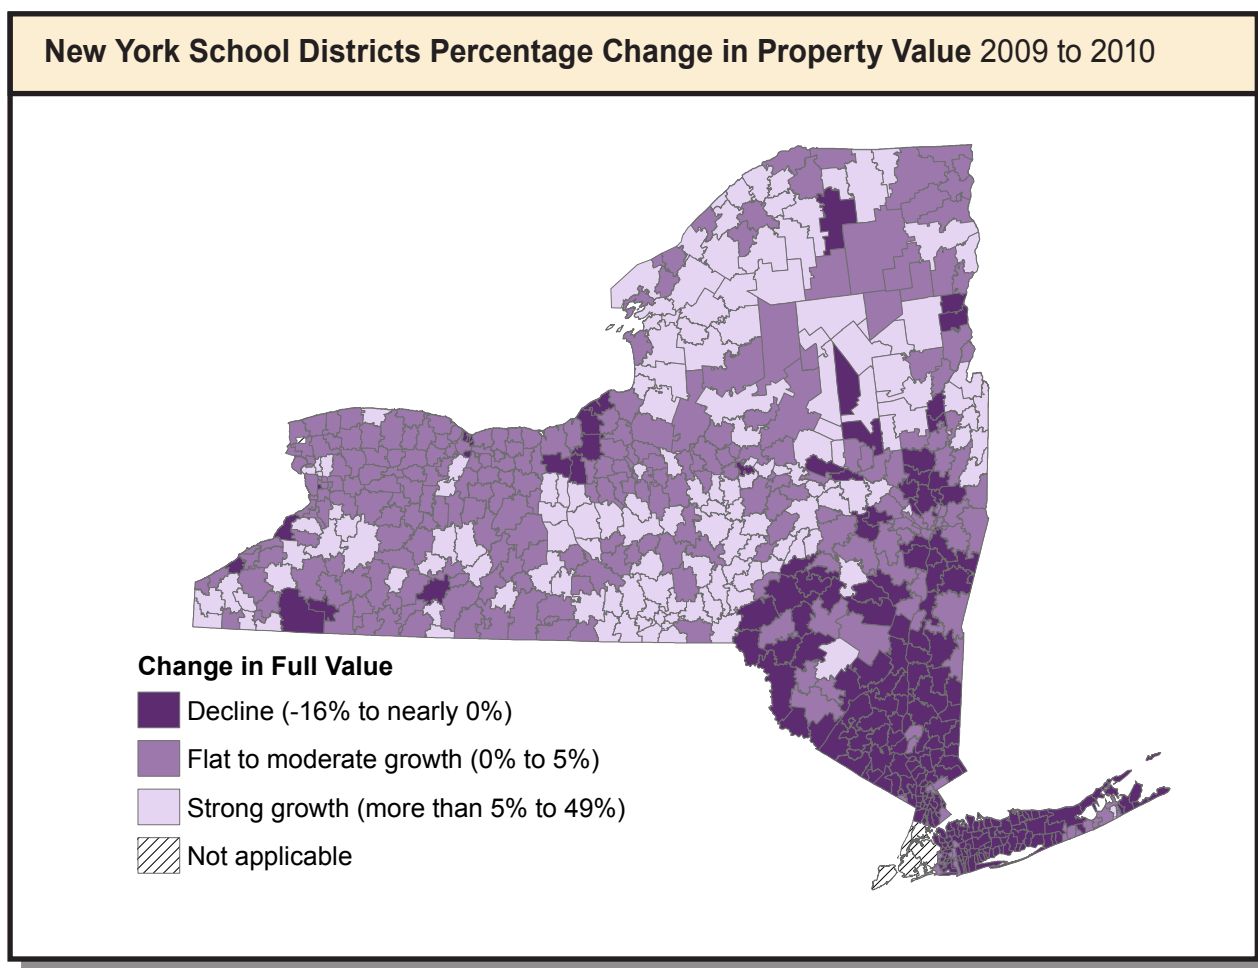 New York School Districts Percentage Change in Property Value 2009 to 2010
Change in Full Value
Decline (-16% to nearly 0%)
Flat to moderate growth (0% to 5%)
Strong growth (more than 5% to 49%)
Not applicable